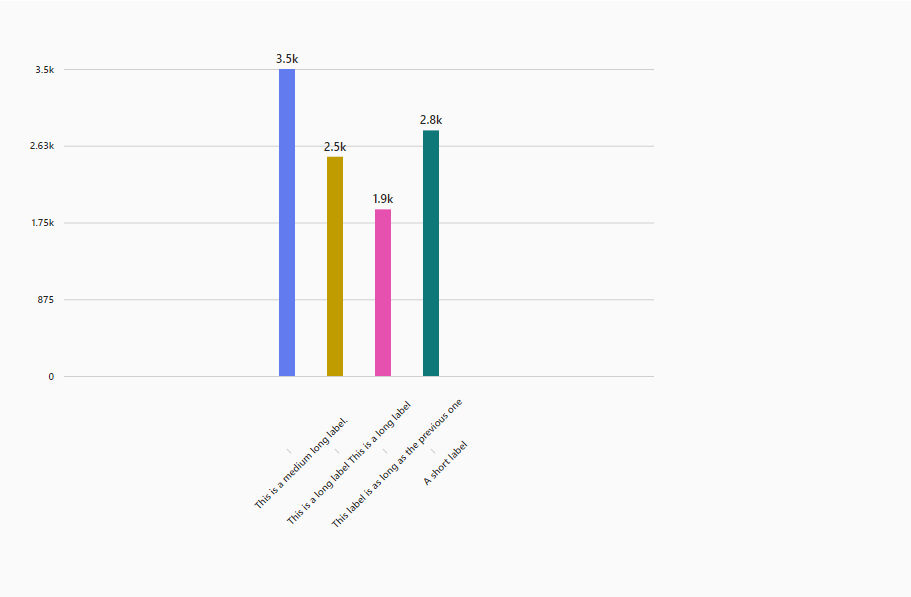 3.5k
3.5k
2.63k
2.5k
2.8k
1.9k
1.75k
875
0
This is a medium long label.
This is a long label This is a long label
This label is as long as the previous one
A short label